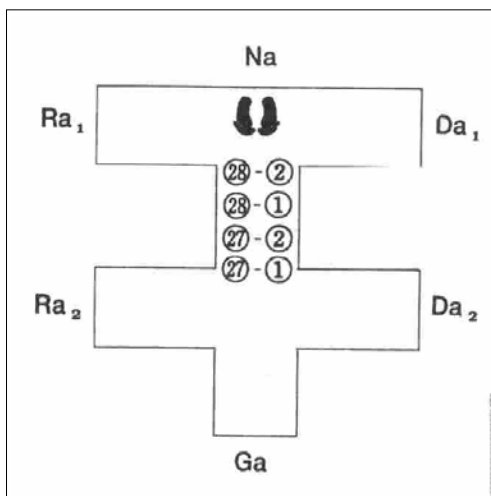 Na
Ra₁ Da₁
㉘-②
㉘-①
㉗-②
㉗-①
Ra₂ Da₂
Ga